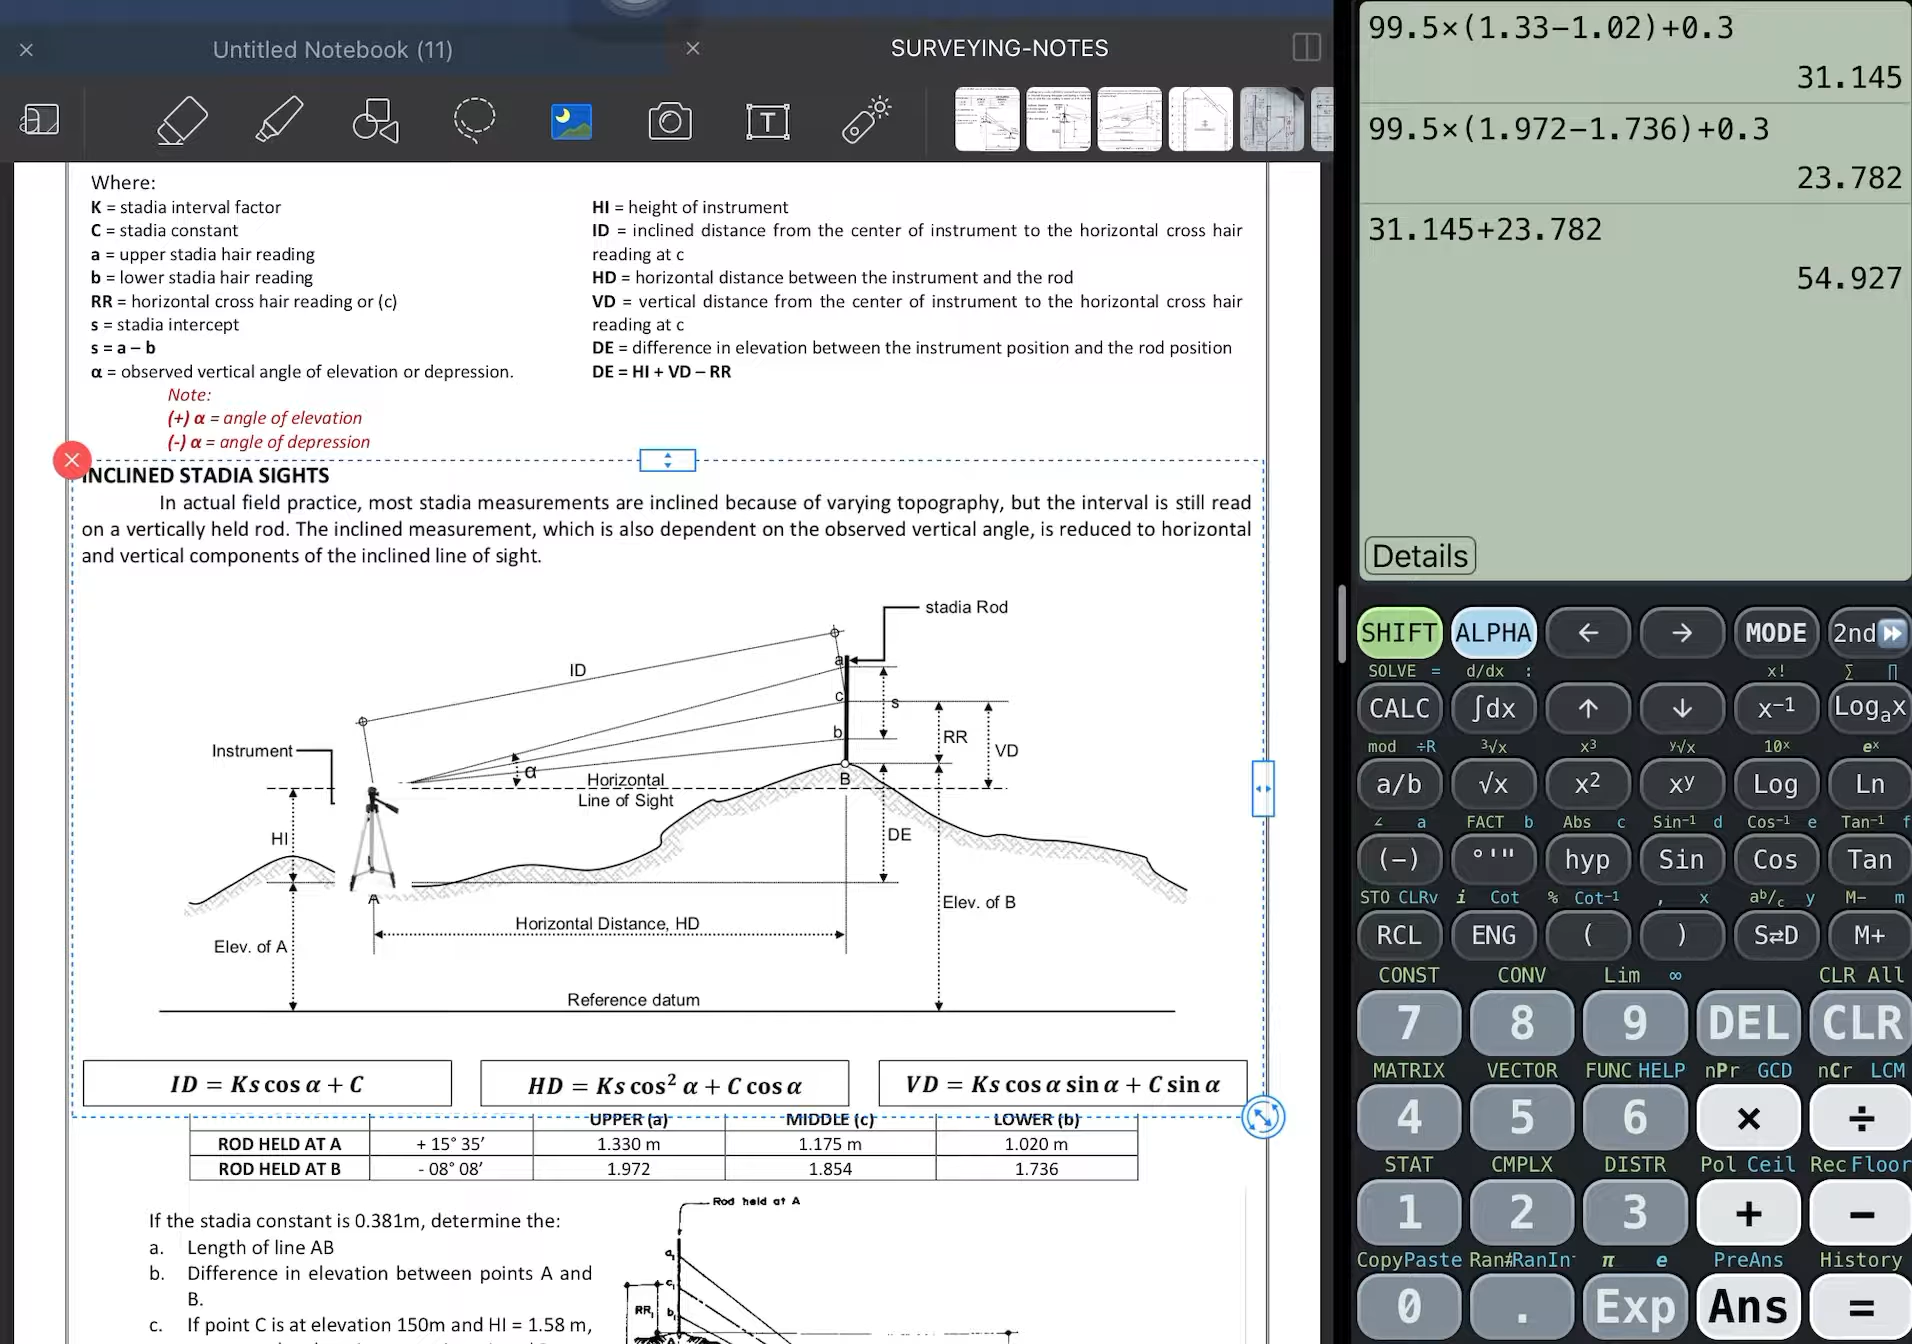 Untitled Notebook (11)
SURVEYING-NOTES
T
Where:
K = stadia interval factor
C = stadia constant
a = upper stadia hair reading
b = lower stadia hair reading
RR = horizontal cross hair reading or (c)
s = stadia intercept
s = a – b
α = observed vertical angle of elevation or depression.
Note:
(+) α = angle of elevation
(-) α = angle of depression
HI = height of instrument
ID = inclined distance from the center of instrument to the horizontal cross hair
reading at c
HD = horizontal distance between the instrument and the rod
VD = vertical distance from the center of instrument to the horizontal cross hair
reading at c
DE = difference in elevation between the instrument position and the rod position
DE = HI + VD – RR
INCLINED STADIA SIGHTS
In actual field practice, most stadia measurements are inclined because of varying topography, but the interval is still read
on a vertically held rod. The inclined measurement, which is also dependent on the observed vertical angle, is reduced to horizontal
and vertical components of the inclined line of sight.
stadia Rod
ID
a
c
s
b
RR
VD
Instrument
α
Horizontal
Line of Sight
B
HI
DE
A
Elev. of B
Horizontal Distance, HD
Elev. of A
Reference datum
ID = Ks cos α + C
HD = Ks cos² α + C cos α
VD = Ks cos α sin α + C sin α
UPPER (a) MIDDLE (c) LOWER (b)
ROD HELD AT A + 15° 35’ 1.330 m 1.175 m 1.020 m
ROD HELD AT B - 08° 08’ 1.972 1.854 1.736
If the stadia constant is 0.381m, determine the:
a. Length of line AB
b. Difference in elevation between points A and
B.
c. If point C is at elevation 150m and HI = 1.58 m,
Rod held at A
a₁
c₁
RR₁ b₁
99.5×(1.33−1.02)+0.3
31.145
99.5×(1.972−1.736)+0.3
23.782
31.145+23.782
54.927
Details
SHIFT ALPHA ← → MODE 2nd
SOLVE = d/dx : x! ∑ ∏
CALC ∫dx ↑ ↓ x⁻¹ Logₐx
mod ÷R ³√x x³ ʸ√x 10ˣ eˣ
a/b √x x² xʸ Log Ln
∠ a FACT b Abs c Sin⁻¹ d Cos⁻¹ e Tan⁻¹ f
(−) °'" hyp Sin Cos Tan
STO CLRv i Cot % Cot⁻¹ , x aᵇ/c y M− m
RCL ENG ( ) S⇄D M+
CONST CONV Lim ∞ CLR All
7 8 9 DEL CLR
MATRIX VECTOR FUNC HELP nPr GCD nCr LCM
4 5 6 × ÷
STAT CMPLX DISTR Pol Ceil Rec Floor
1 2 3 + −
Copy Paste Ran# RanIn π e PreAns History
0 . Exp Ans =